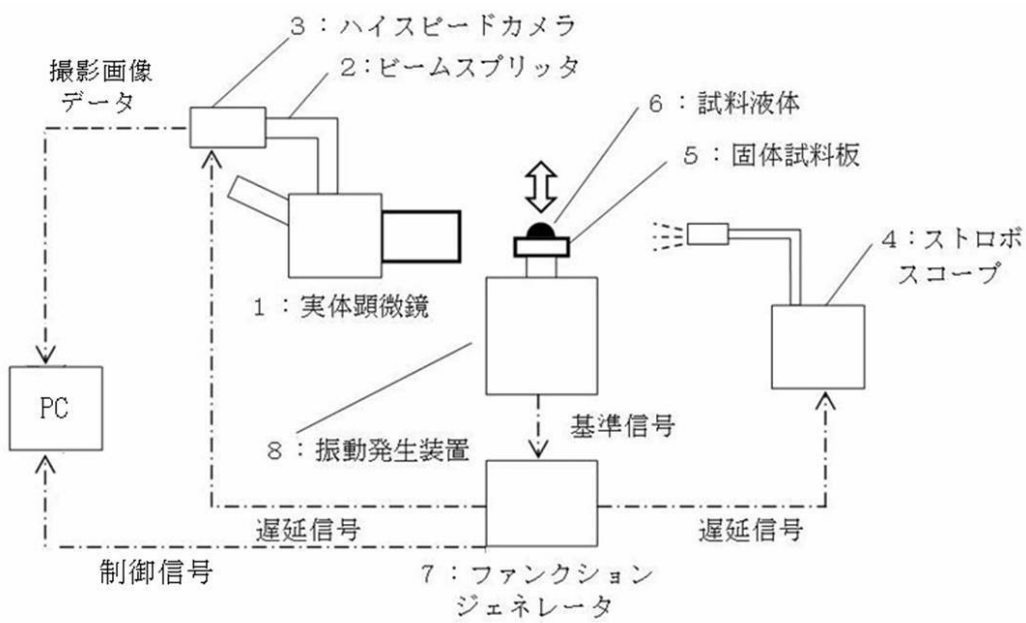 3：ハイスピードカメラ
2：ビームスプリッタ
撮影画像
データ
6：試料液体
5：固体試料板
4：ストロボ
スコープ
1：実体顕微鏡
PC
基準信号
8：振動発生装置
遅延信号
遅延信号
制御信号
7：ファンクション
ジェネレータ